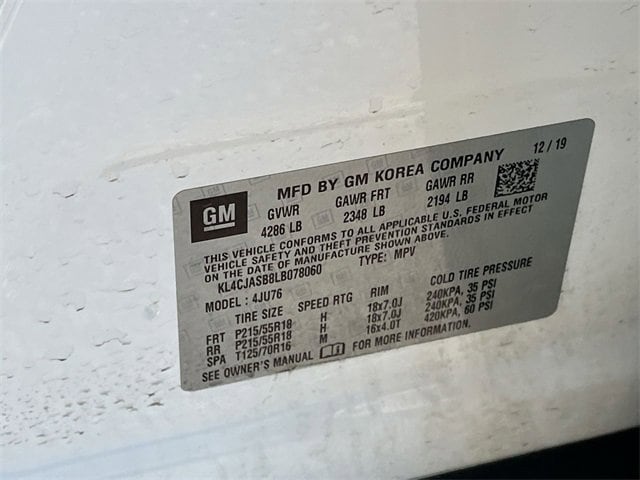 MFD BY GM KOREA COMPANY 12 / 19
GM GVWR GAWR FRT GAWR RR
4286 LB 2348 LB 2194 LB
THIS VEHICLE CONFORMS TO ALL APPLICABLE U.S. FEDERAL MOTOR
VEHICLE SAFETY AND THEFT PREVENTION STANDARDS IN EFFECT
ON THE DATE OF MANUFACTURE SHOWN ABOVE.
KL4CJASB8LB078060 TYPE: MPV
MODEL : 4JU76
TIRE SIZE SPEED RTG RIM COLD TIRE PRESSURE
FRT P215/55R18 H 18x7.0J 240KPA, 35 PSI
RR P215/55R18 H 18x7.0J 240KPA, 35 PSI
SPA T125/70R16 M 16x4.0T 420KPA, 60 PSI
SEE OWNER'S MANUAL FOR MORE INFORMATION.